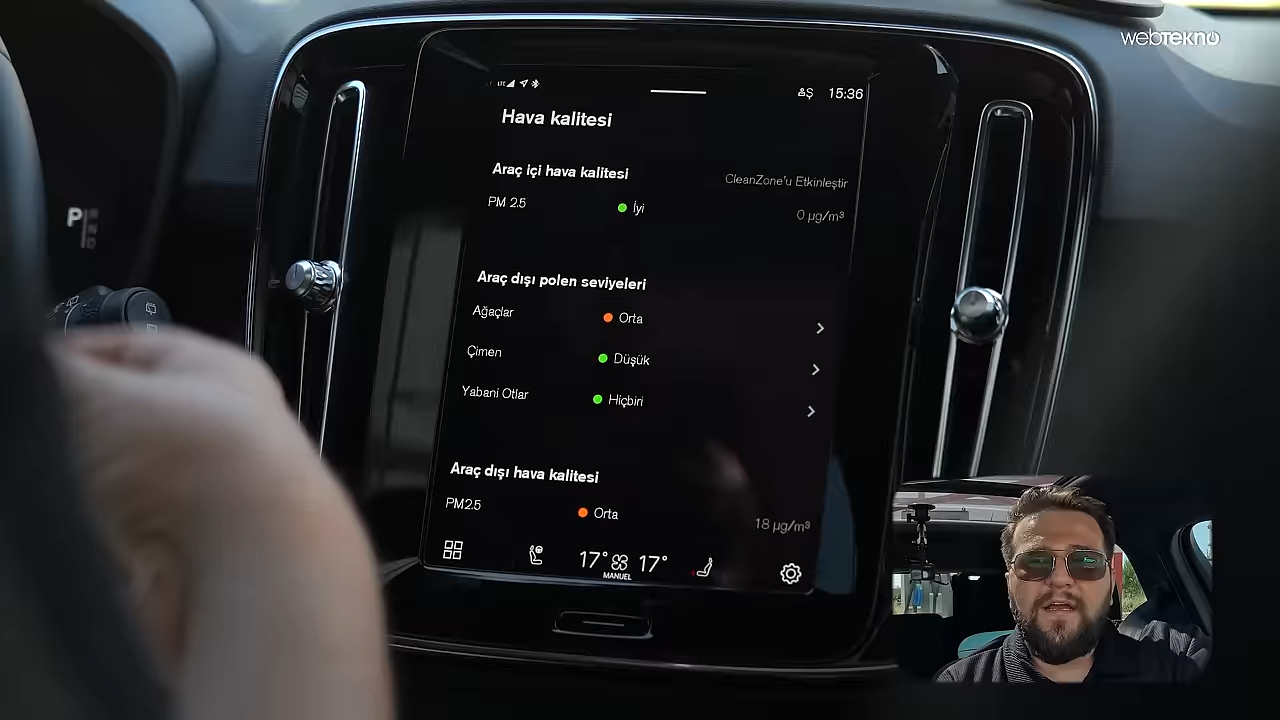 webtekno
LTE
15:36
Hava kalitesi
Araç içi hava kalitesi
CleanZone'u Etkinleştir
PM 2.5
İyi
0 µg/m³
Araç dışı polen seviyeleri
Ağaçlar
Orta
Çimen
Düşük
Yabani Otlar
Hiçbiri
Araç dışı hava kalitesi
PM2.5
Orta
18 µg/m³
17° 17°
MANUEL
P
R
N
D